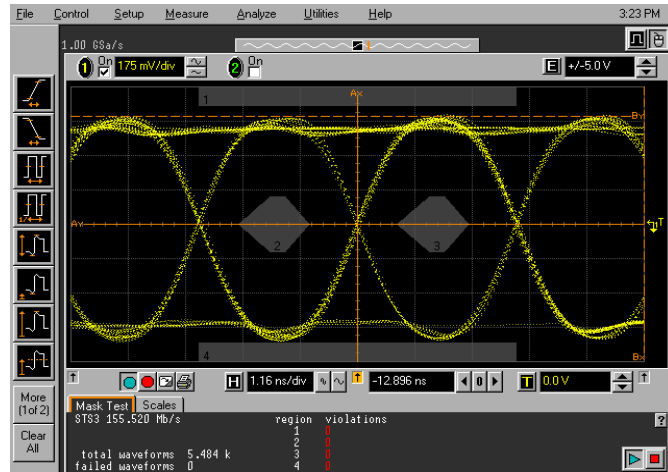 File Control Setup Measure Analyze Utilities Help 3:23 PM
1.00 GSa/s
1 On 175 mV/div 2 On E +/-5.0 V
1 Ax
By
Ay 2 3 T
4 Bx
H 1.16 ns/div -12.896 ns 0 T 0.0 V
More
(1of 2)
Clear
All
Mask Test Scales
STS3 155.520 Mb/s region violations ?
1 0
2 0
total waveforms 5.484 k 3 0
failed waveforms 0 4 0